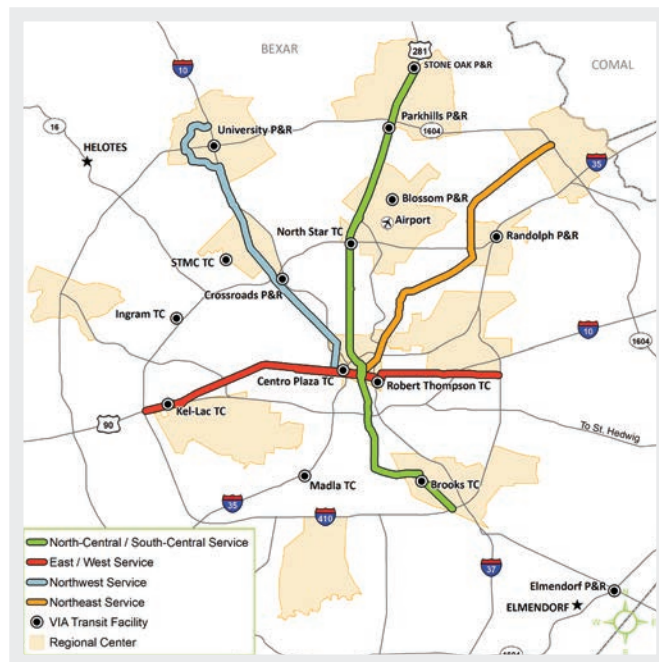 BEXAR
281
STONE OAK P&R
COMAL
10
Parkhills P&R
16
University P&R
1604
HELOTES
35
Blossom P&R
Airport
North Star TC
Randolph P&R
STMC TC
Crossroads P&R
Ingram TC
10
1604
Centro Plaza TC
Robert Thompson TC
Kel-Lac TC
90
To St. Hedwig
Madla TC
Brooks TC
35
410
North-Central / South-Central Service
East / West Service
37
Northwest Service
Northeast Service
Elmendorf P&R
VIA Transit Facility
ELMENDORF
Regional Center
1604
N
W
E
S